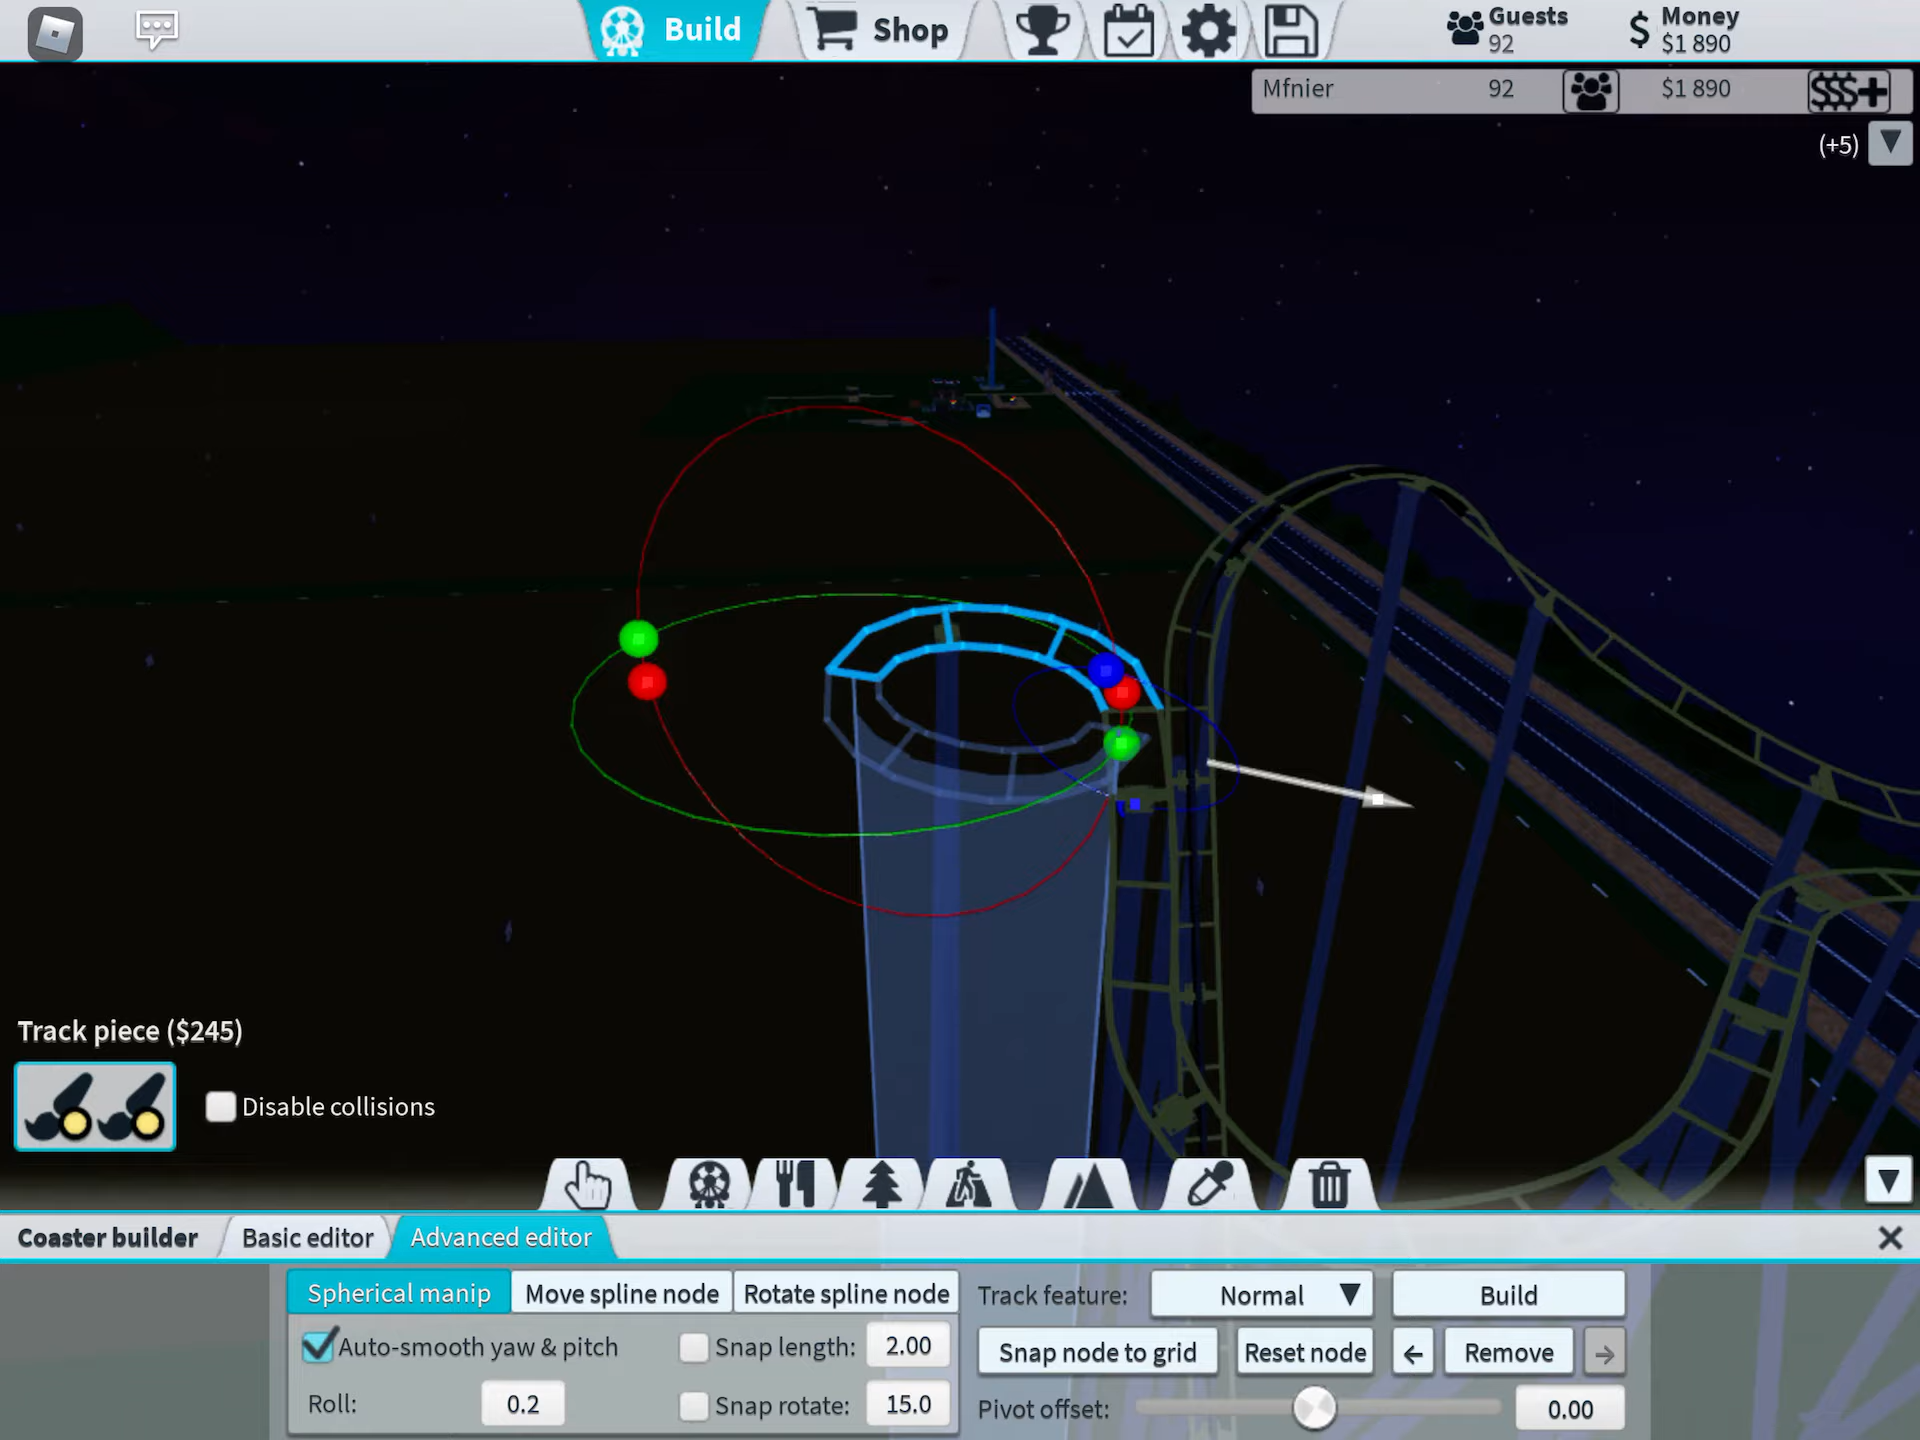 Build
Shop
Guests
92
Money
$1 890
Mfnier 92 $1 890
$$$+
(+5)
Track piece ($245)
Disable collisions
Coaster builder
Basic editor
Advanced editor
Spherical manip
Move spline node
Rotate spline node
Track feature:
Normal
Build
Auto-smooth yaw & pitch
Snap length:
2.00
Snap node to grid
Reset node
Remove
Roll:
0.2
Snap rotate:
15.0
Pivot offset:
0.00